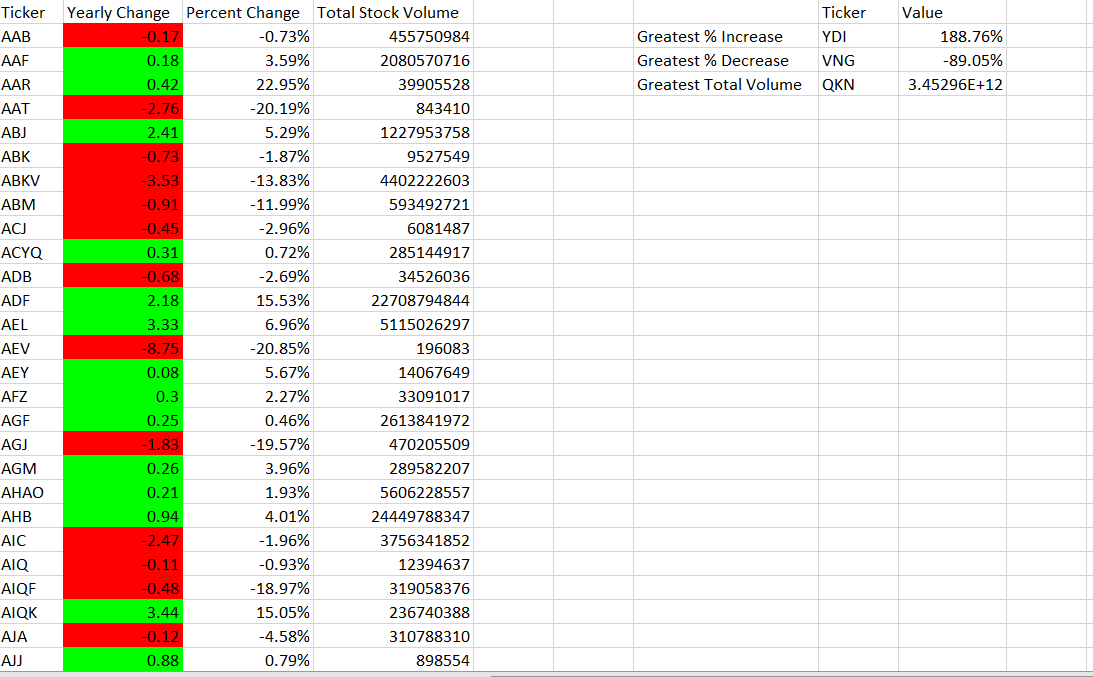 Ticker Yearly Change Percent Change Total Stock Volume Ticker Value
AAB -0.17 -0.73% 455750984 Greatest % Increase YDI 188.76%
AAF 0.18 3.59% 2080570716 Greatest % Decrease VNG -89.05%
AAR 0.42 22.95% 39905528 Greatest Total Volume QKN 3.45296E+12
AAT -2.76 -20.19% 843410
ABJ 2.41 5.29% 1227953758
ABK -0.73 -1.87% 9527549
ABKV -3.53 -13.83% 4402222603
ABM -0.91 -11.99% 593492721
ACJ -0.45 -2.96% 6081487
ACYQ 0.31 0.72% 285144917
ADB -0.68 -2.69% 34526036
ADF 2.18 15.53% 22708794844
AEL 3.33 6.96% 5115026297
AEV -8.75 -20.85% 196083
AEY 0.08 5.67% 14067649
AFZ 0.3 2.27% 33091017
AGF 0.25 0.46% 2613841972
AGJ -1.83 -19.57% 470205509
AGM 0.26 3.96% 289582207
AHAO 0.21 1.93% 5606228557
AHB 0.94 4.01% 24449788347
AIC -2.47 -1.96% 3756341852
AIQ -0.11 -0.93% 12394637
AIQF -0.48 -18.97% 319058376
AIQK 3.44 15.05% 236740388
AJA -0.12 -4.58% 310788310
AJJ 0.88 0.79% 898554